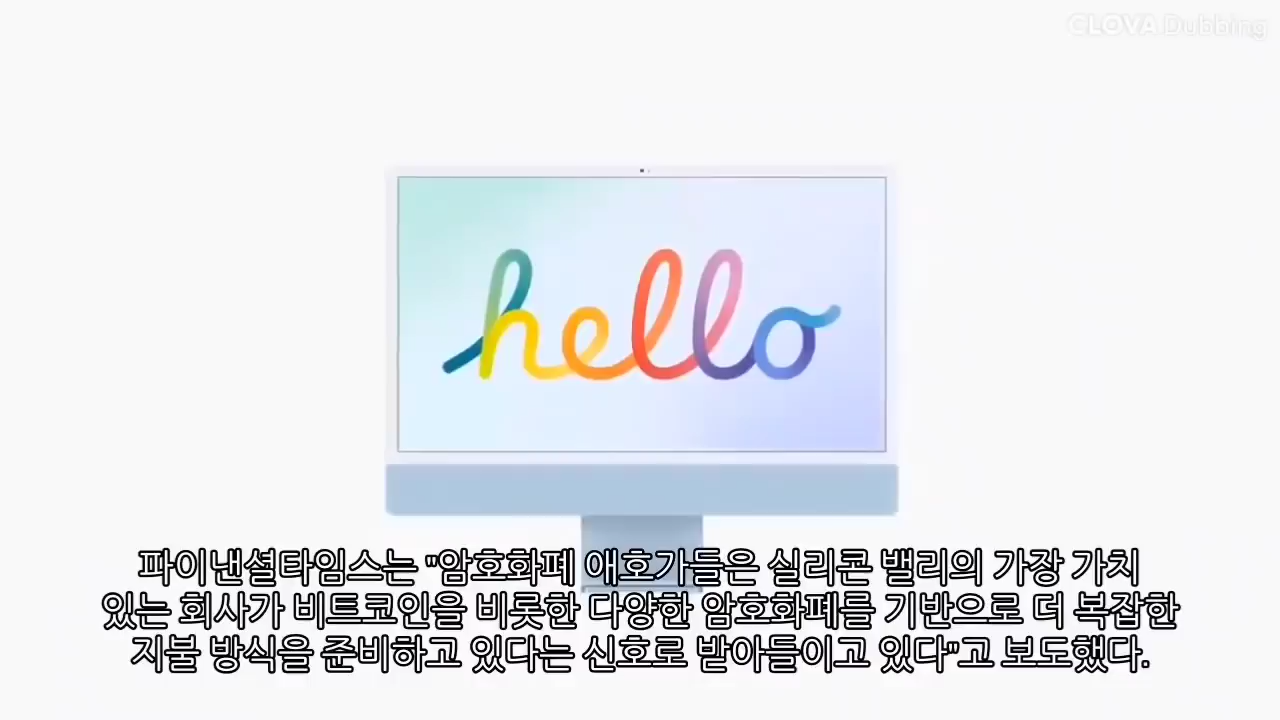 CLOVA Dubbing
hello
파이낸셜타임스는 "암호화폐 애호가들은 실리콘 밸리의 가장 가치
있는 회사가 비트코인을 비롯한 다양한 암호화폐를 기반으로 더 복잡한
지불 방식을 준비하고 있다는 신호로 받아들이고 있다"고 보도했다.